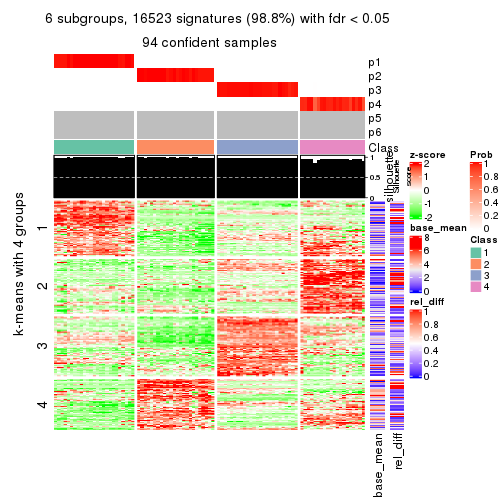 6 subgroups, 16523 signatures (98.8%) with fdr < 0.05
94 confident samples
p1
p2
p3
p4
p5
p6
Class
1
0.5
0
silhouette
Silhouette
score
k-means with 4 groups
1
2
3
4
base_mean
rel_diff
z-score
2
1
0
-1
-2
base_mean
8
6
4
2
0
rel_diff
1
0.8
0.6
0.4
0.2
0
Prob
1
0.8
0.6
0.4
0.2
0
Class
1
2
3
4